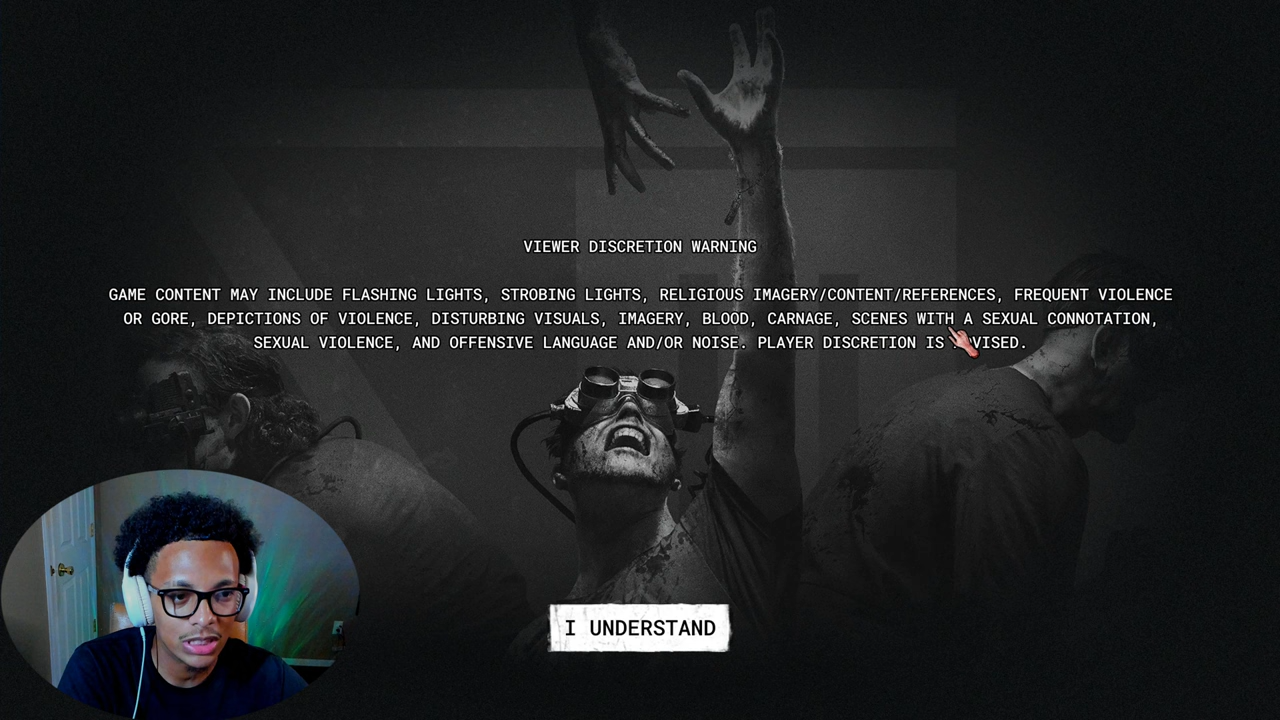 VIEWER DISCRETION WARNING
GAME CONTENT MAY INCLUDE FLASHING LIGHTS, STROBING LIGHTS, RELIGIOUS IMAGERY/CONTENT/REFERENCES, FREQUENT VIOLENCE
OR GORE, DEPICTIONS OF VIOLENCE, DISTURBING VISUALS, IMAGERY, BLOOD, CARNAGE, SCENES WITH A SEXUAL CONNOTATION,
SEXUAL VIOLENCE, AND OFFENSIVE LANGUAGE AND/OR NOISE. PLAYER DISCRETION IS ADVISED.
I UNDERSTAND